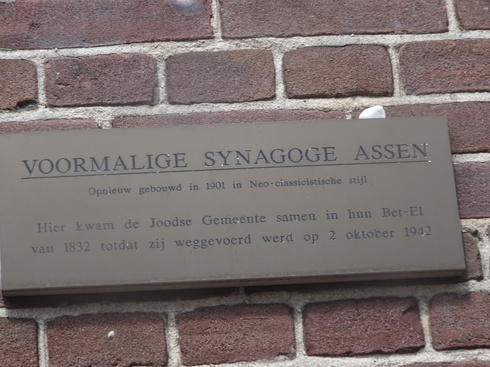 VOORMALIGE SYNAGOGE ASSEN
Opnieuw gebouwd in 1901 in Neo-classicistische stijl
Hier kwam de Joodse Gemeente samen in hun Bet-El
van 1832 totdat zij weggevoerd werd op 2 oktober 1942